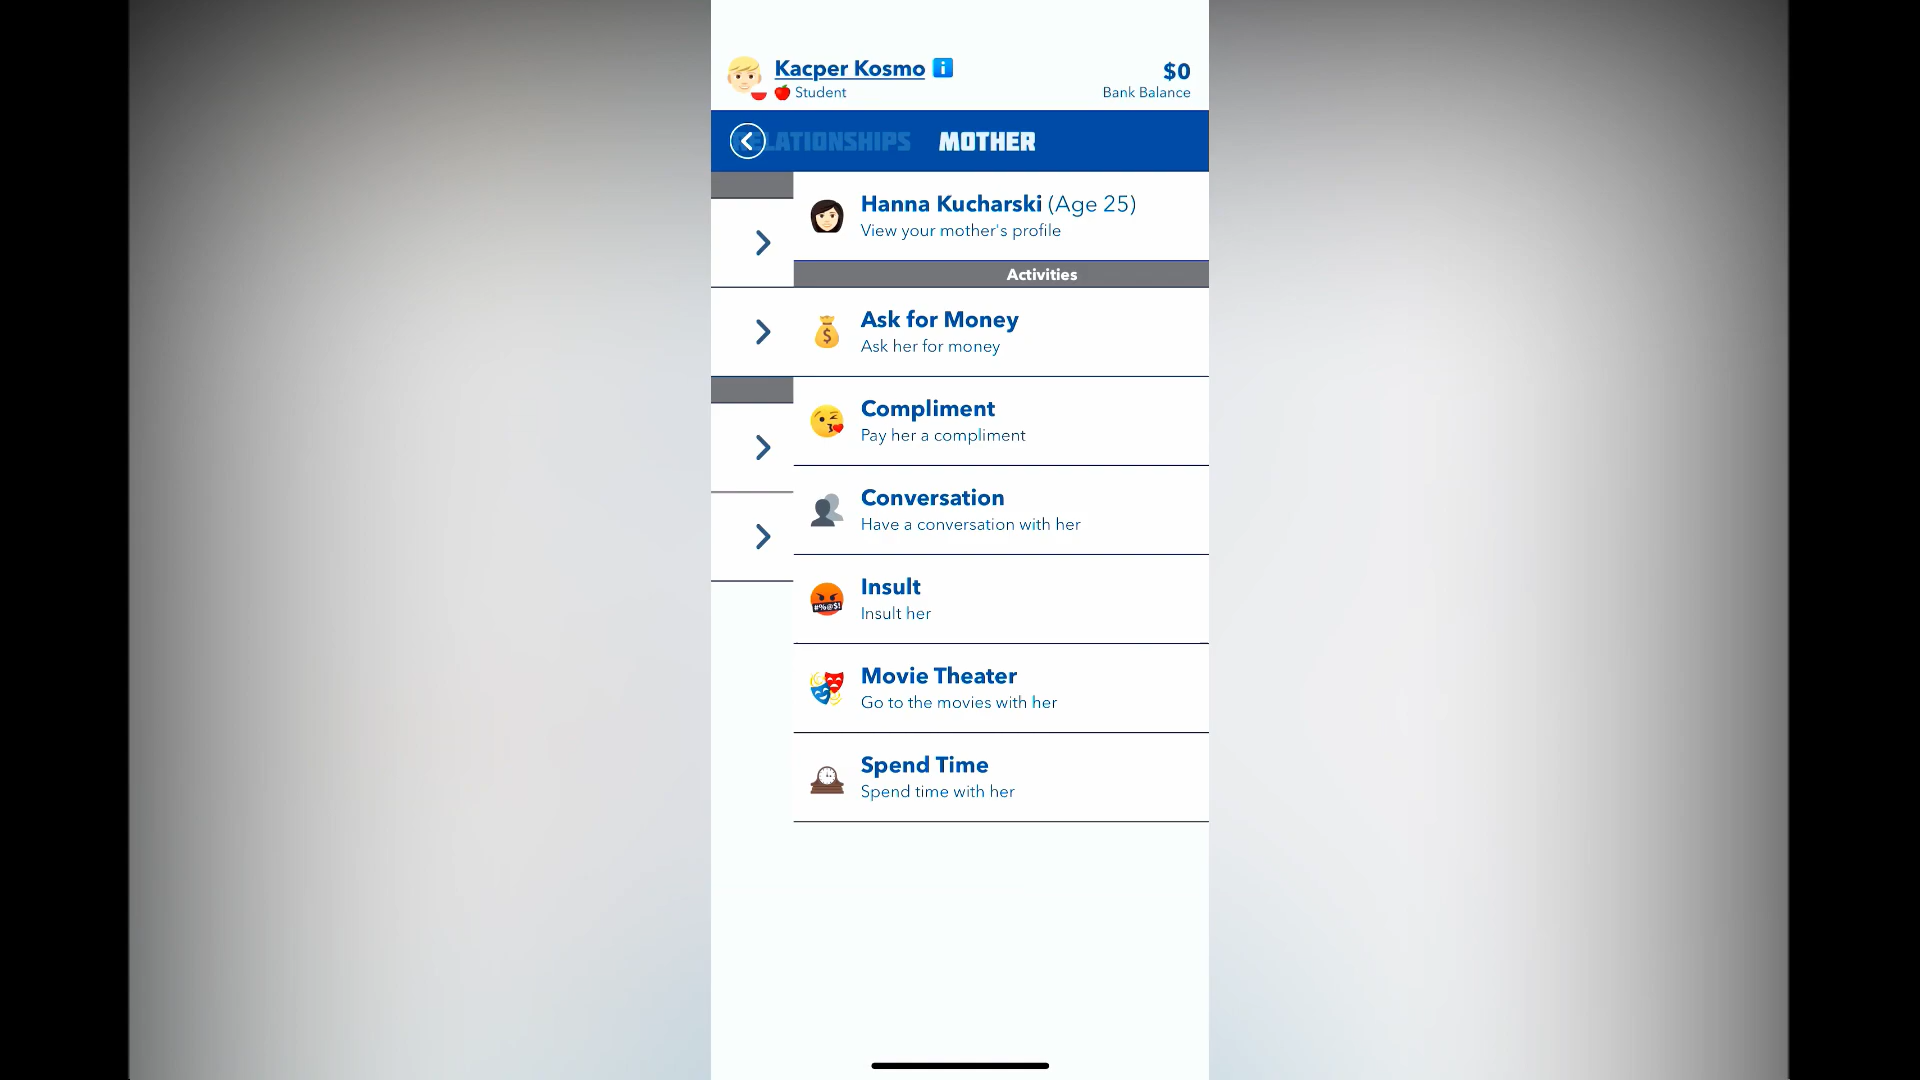 Kacper Kosmo
Student
$0
Bank Balance
RELATIONSHIPS MOTHER
Hanna Kucharski (Age 25)
View your mother's profile
Activities
Ask for Money
Ask her for money
Compliment
Pay her a compliment
Conversation
Have a conversation with her
Insult
Insult her
Movie Theater
Go to the movies with her
Spend Time
Spend time with her